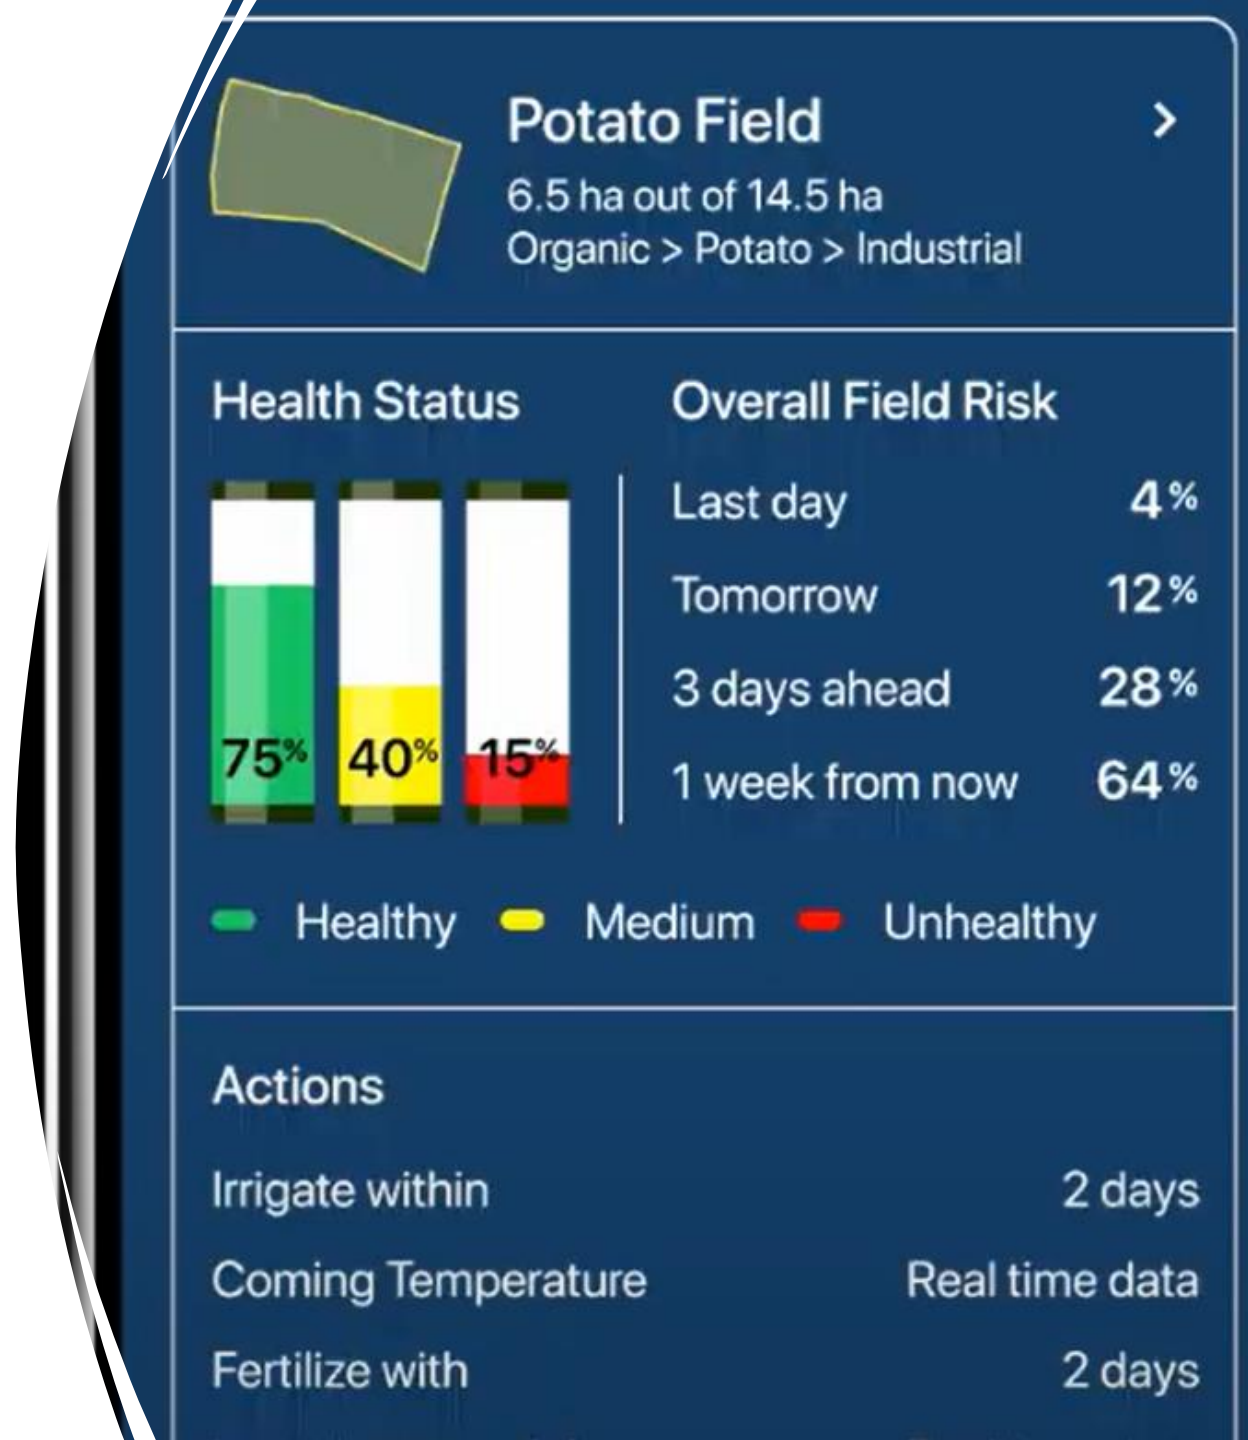 Potato Field
6.5 ha out of 14.5 ha
Organic > Potato > Industrial
Health Status
75%
40%
15%
Healthy
Medium
Unhealthy
Overall Field Risk
Last day 4%
Tomorrow 12%
3 days ahead 28%
1 week from now 64%
Actions
Irrigate within 2 days
Coming Temperature Real time data
Fertilize with 2 days